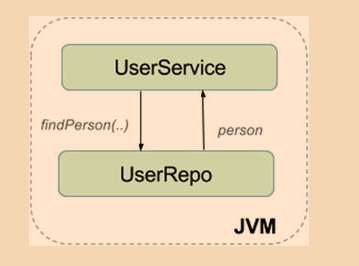 UserService
findPerson(..)
person
UserRepo
JVM